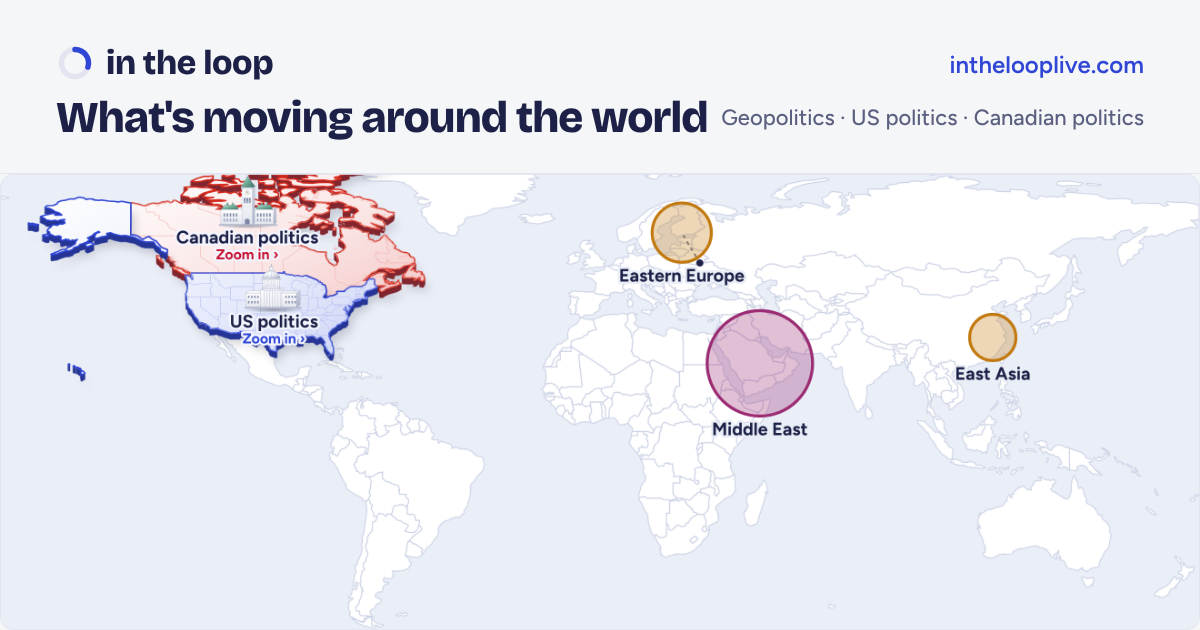 in the loop
inthelooplive.com
What's moving around the world
Geopolitics · US politics · Canadian politics
Canadian politics
Zoom in ›
US politics
Zoom in ›
Eastern Europe
East Asia
Middle East